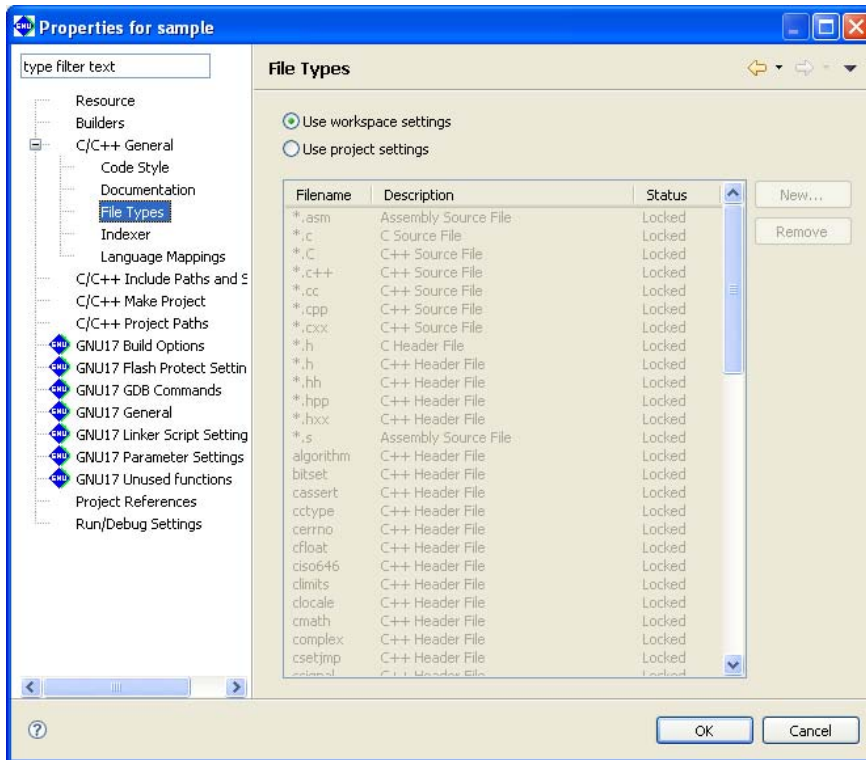 Properties for sample
type filter text
Resource
Builders
C/C++ General
Code Style
Documentation
File Types
Indexer
Language Mappings
C/C++ Include Paths and S
C/C++ Make Project
C/C++ Project Paths
GNU17 Build Options
GNU17 Flash Protect Settin
GNU17 GDB Commands
GNU17 General
GNU17 Linker Script Setting
GNU17 Parameter Settings
GNU17 Unused functions
Project References
Run/Debug Settings
File Types
Use workspace settings
Use project settings
Filename Description Status
*.asm Assembly Source File Locked
*.c C Source File Locked
*.C C++ Source File Locked
*.c++ C++ Source File Locked
*.cc C++ Source File Locked
*.cpp C++ Source File Locked
*.cxx C++ Source File Locked
*.h C Header File Locked
*.h C++ Header File Locked
*.hh C++ Header File Locked
*.hpp C++ Header File Locked
*.hxx C++ Header File Locked
*.s Assembly Source File Locked
algorithm C++ Header File Locked
bitset C++ Header File Locked
cassert C++ Header File Locked
cctype C++ Header File Locked
cerrno C++ Header File Locked
cfloat C++ Header File Locked
ciso646 C++ Header File Locked
climits C++ Header File Locked
clocale C++ Header File Locked
cmath C++ Header File Locked
complex C++ Header File Locked
csetjmp C++ Header File Locked
csignal C++ Header File Locked
New...
Remove
OK
Cancel